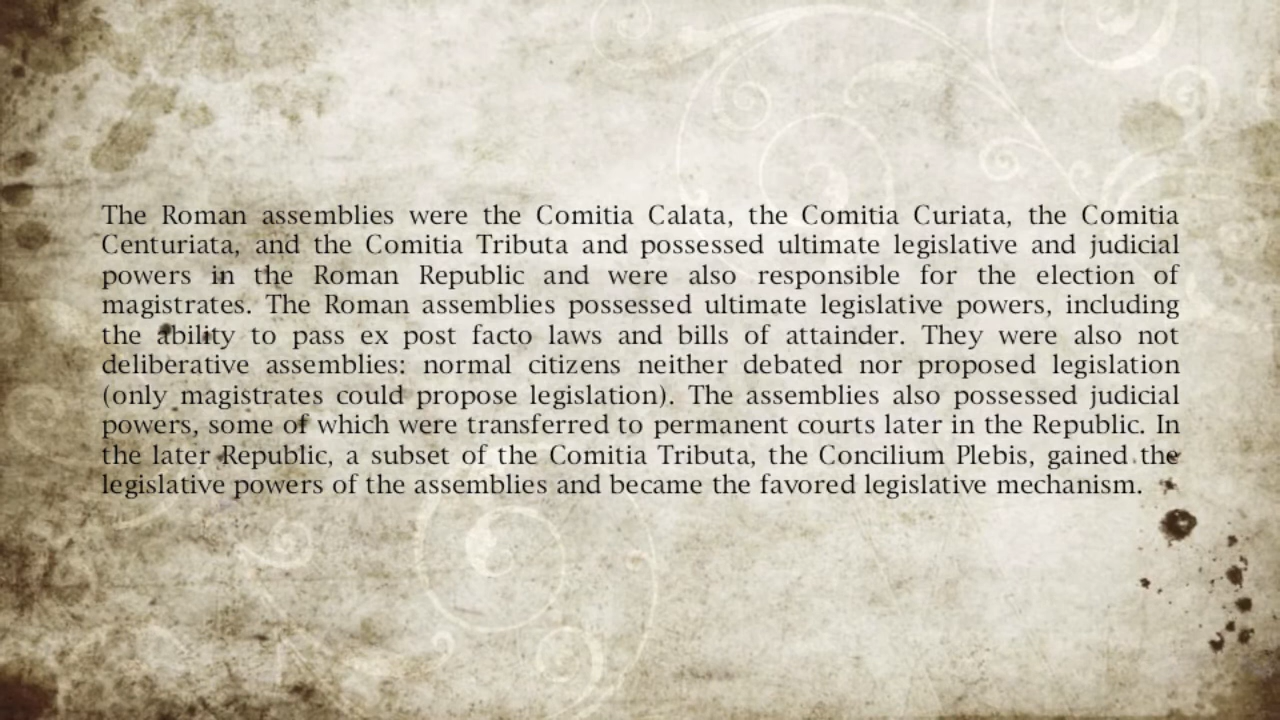 The Roman assemblies were the Comitia Calata, the Comitia Curiata, the Comitia
Centuriata, and the Comitia Tributa and possessed ultimate legislative and judicial
powers in the Roman Republic and were also responsible for the election of
magistrates. The Roman assemblies possessed ultimate legislative powers, including
the ability to pass ex post facto laws and bills of attainder. They were also not
deliberative assemblies: normal citizens neither debated nor proposed legislation
(only magistrates could propose legislation). The assemblies also possessed judicial
powers, some of which were transferred to permanent courts later in the Republic. In
the later Republic, a subset of the Comitia Tributa, the Concilium Plebis, gained the
legislative powers of the assemblies and became the favored legislative mechanism.